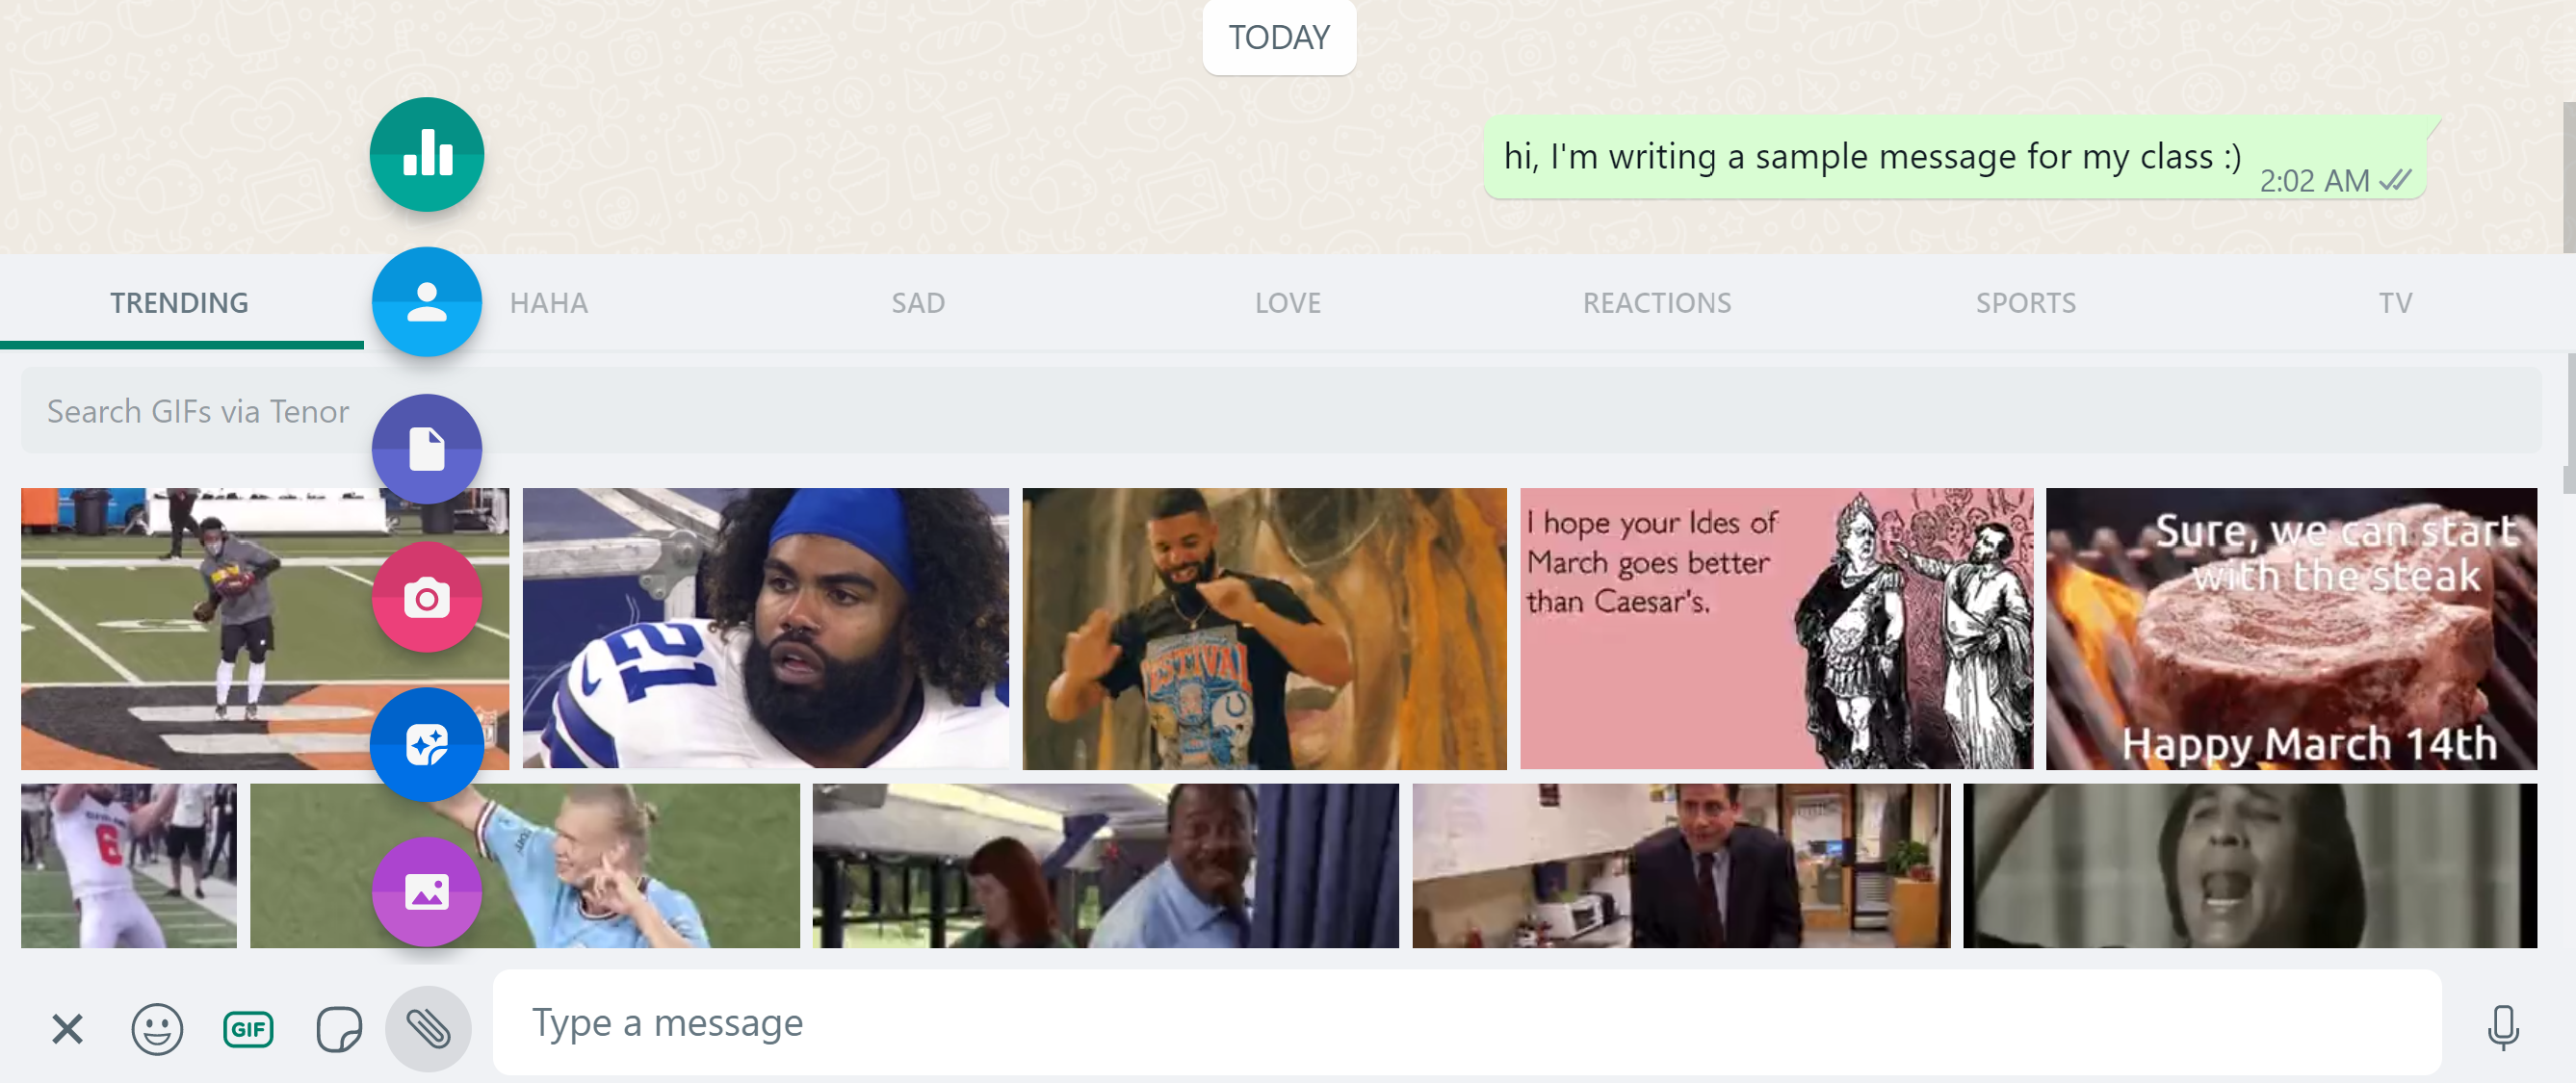 TODAY
hi, I'm writing a sample message for my class :)
2:02 AM
TRENDING
HAHA
SAD
LOVE
REACTIONS
SPORTS
TV
Search GIFs via Tenor
21
FESTIVAL
I hope your Ides of
March goes better
than Caesar's.
Sure, we can start
with the steak
Happy March 14th
6
GIF
Type a message